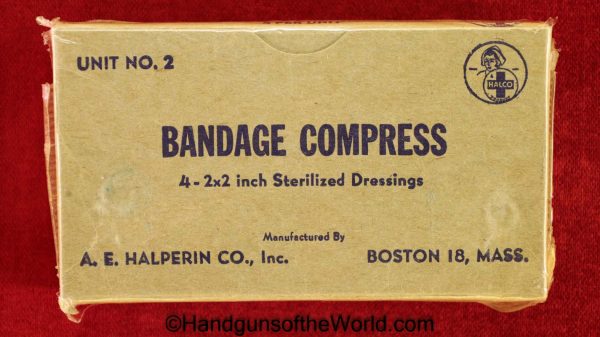 UNIT NO. 2
HALCO
BANDAGE COMPRESS
4 - 2x2 inch Sterilized Dressings
Manufactured By
A. E. HALPERIN CO., Inc. BOSTON 18, MASS.
©HandgunsoftheWorld.com